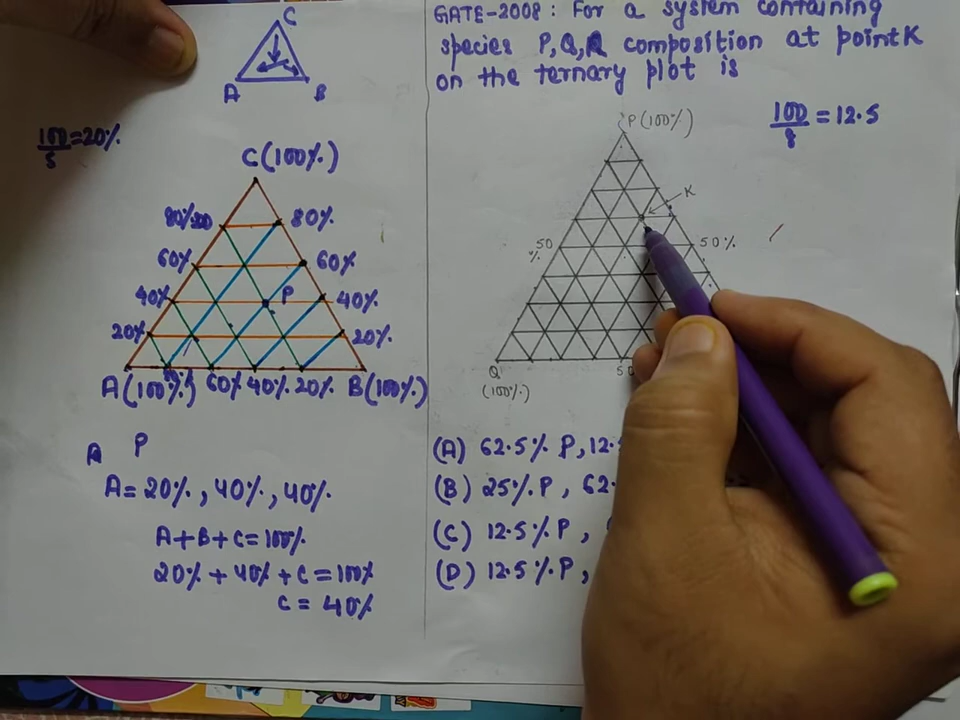 C
A
B
100/5 = 20%
C (100%)
80%
80%
60%
60%
40%
P
40%
20%
20%
A (100%)
60% 40% 20% B (100%)
A P
A = 20%, 40%, 40%
A + B + C = 100%
20% + 40% + C = 100%
C = 40%
GATE-2008 : For a system containing
species P, Q, R composition at point K
on the ternary plot is
100/8 = 12.5
P (100%)
K
50
%
50%
Q
(100%)
(A) 62.5% P, 12.
(B) 25% P, 62.
(C) 12.5% P,
(D) 12.5% P,